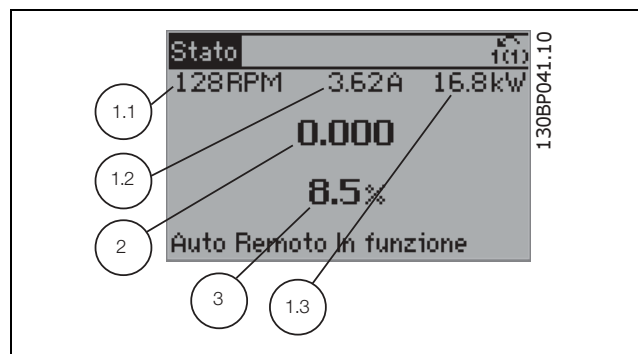 Stato 1(1)
128RPM 3.62A 16.8kW
1.1
0.000
1.2
8.5%
2
Auto Remoto In funzione
3
1.3
130BP041.10